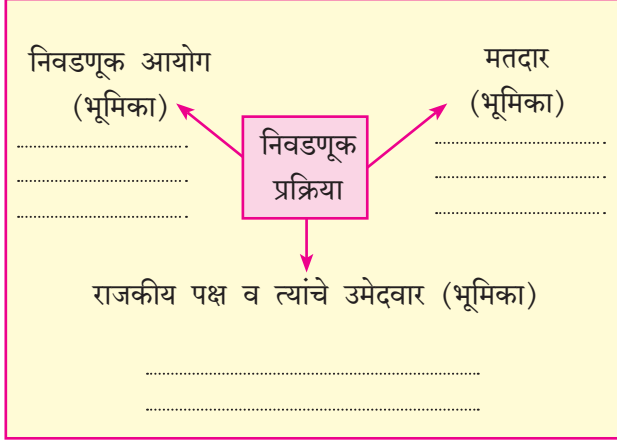 निवडणूक आयोग
(भूमिका)
मतदार
(भूमिका)
निवडणूक
प्रक्रिया
राजकीय पक्ष व त्यांचे उमेदवार (भूमिका)